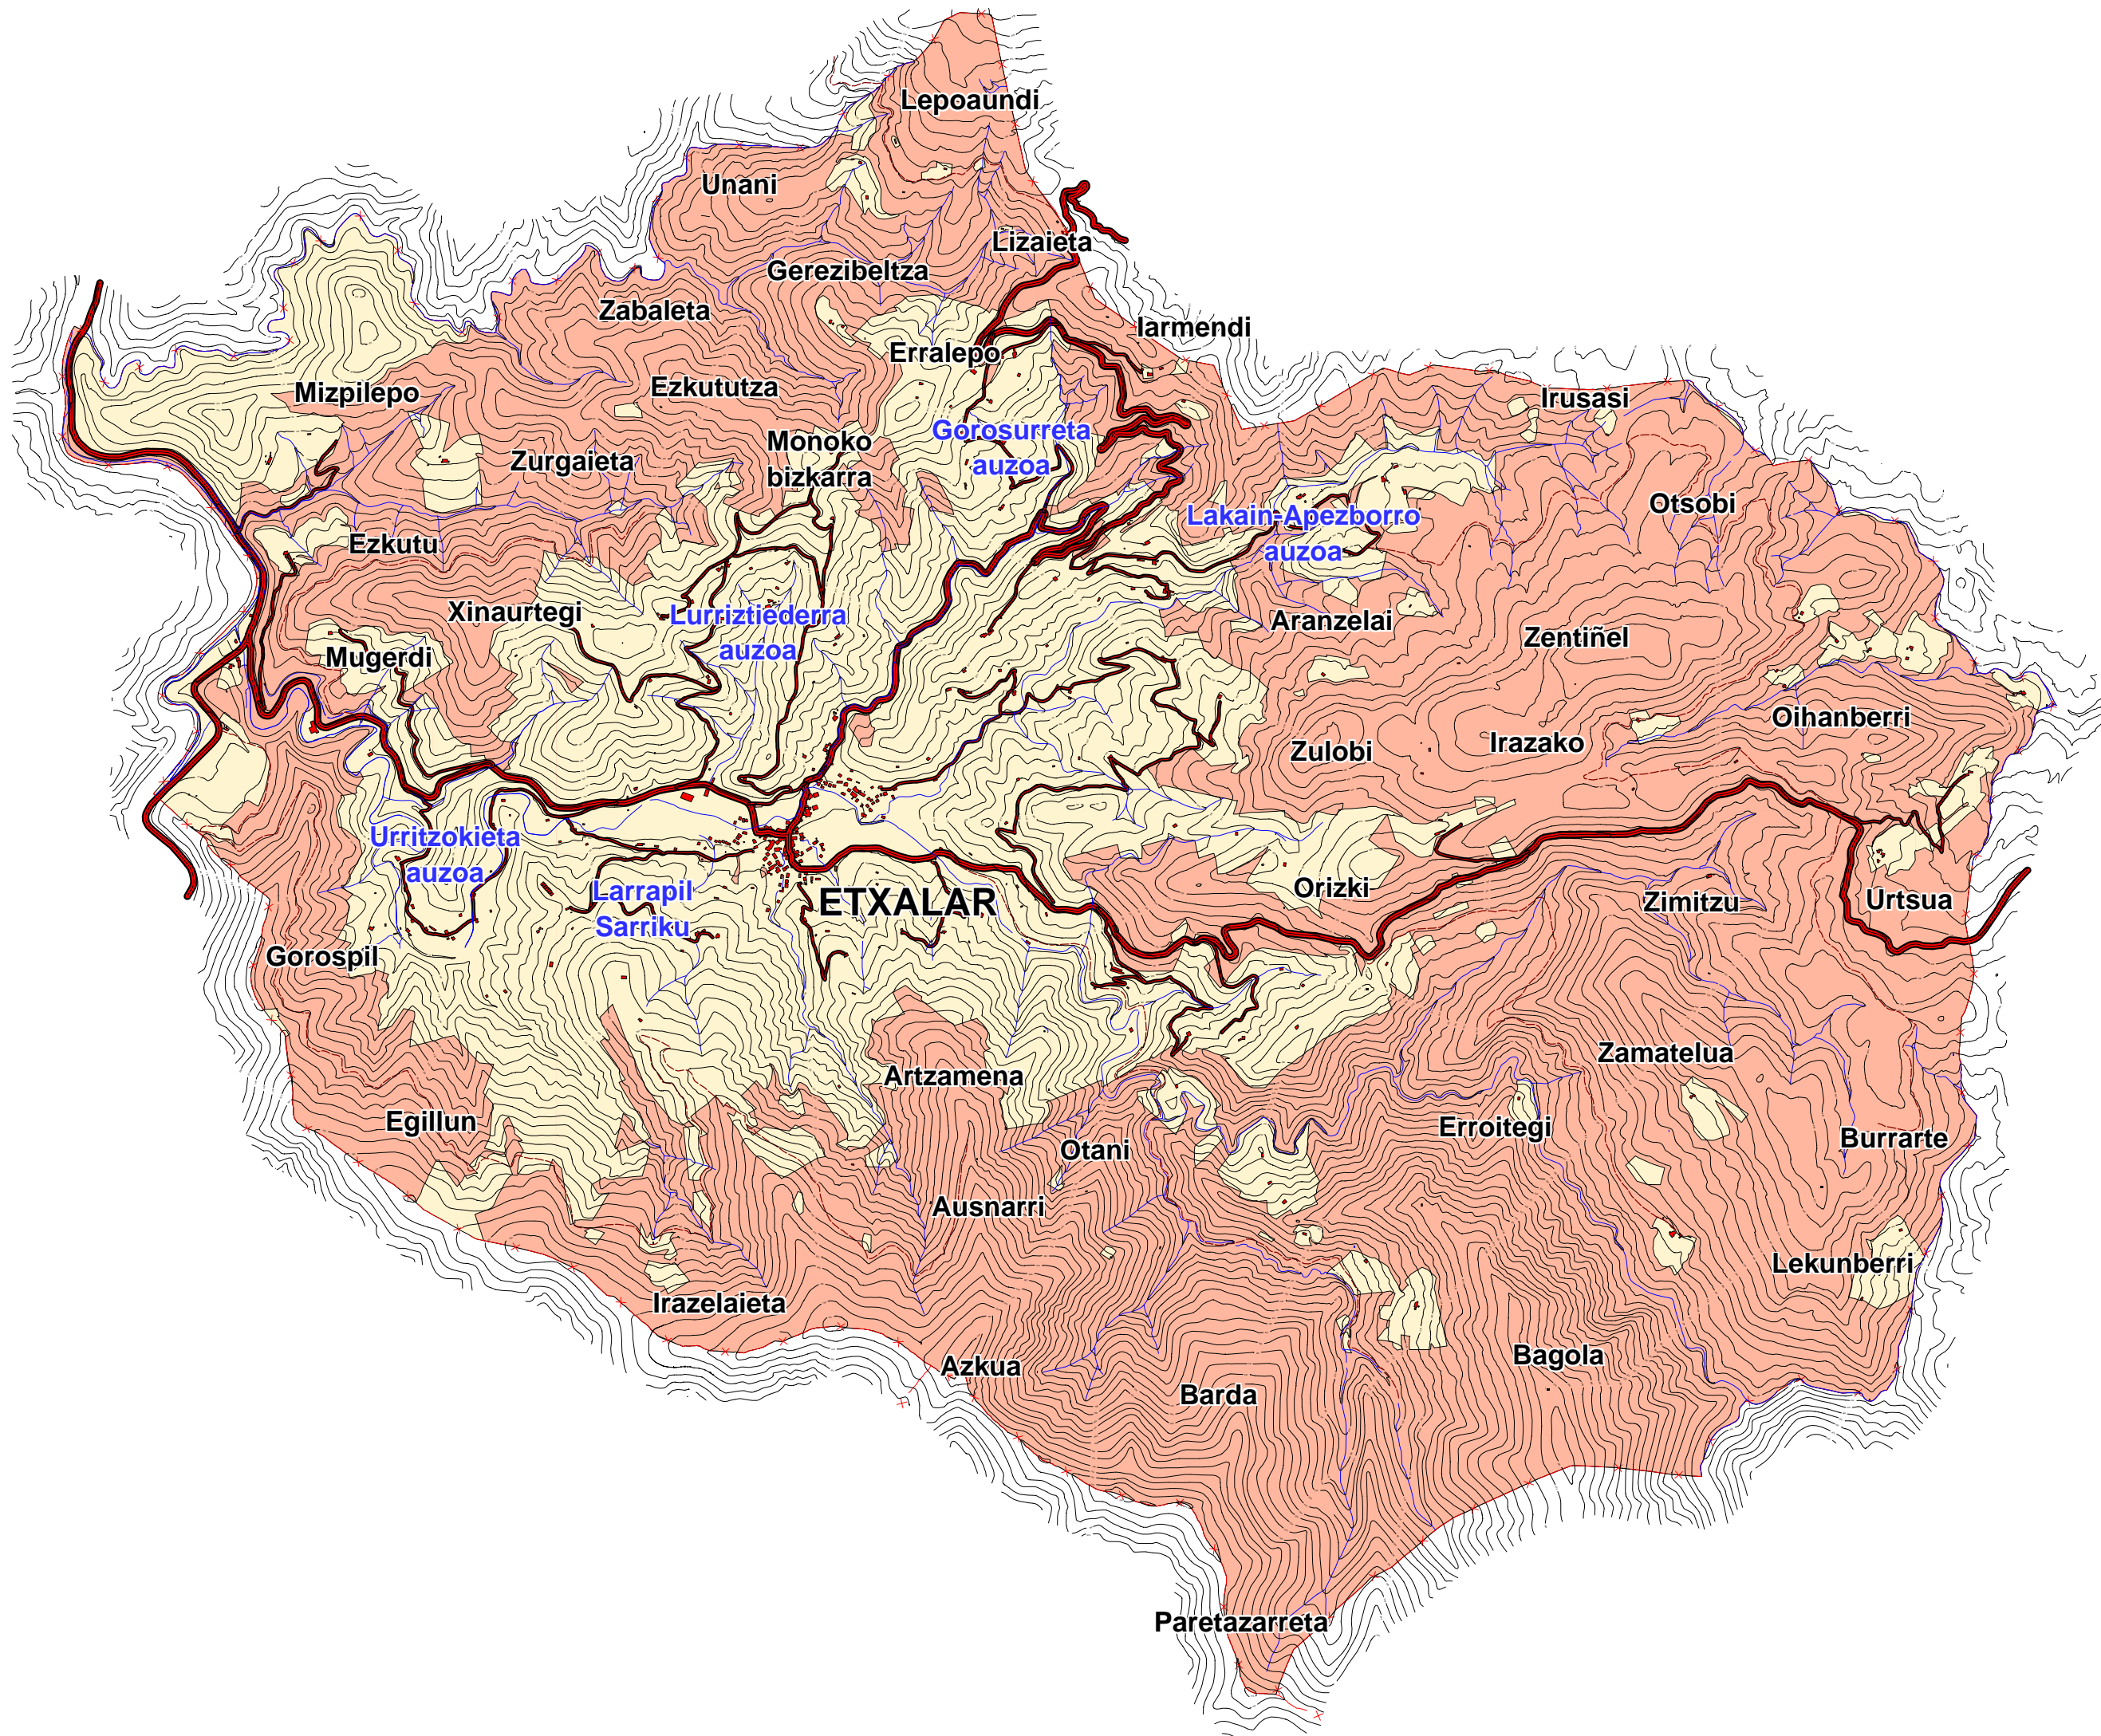 Lepoaundi
Unani
Lizaieta
Gerezibeltza
Zabaleta
Iarmendi
Erralepo
Ezkututza
Mizpilepo
Irusasi
Gorosurreta
auzoa
Monoko
bizkarra
Zurgaieta
Otsobi
Lakain-Apezborro
auzoa
Ezkutu
Xinaurtegi
Lurriztiederra
auzoa
Aranzelai
Zentiñel
Mugerdi
Oihanberri
Irazako
Zulobi
Urritzokieta
auzoa
Larrapil
Sarriku
ETXALAR
Orizki
Zimitzu
Urtsua
Gorospil
Zamatelua
Artzamena
Egillun
Erroitegi
Burrarte
Otani
Ausnarri
Lekunberri
Irazelaieta
Bagola
Azkua
Barda
Paretazarreta